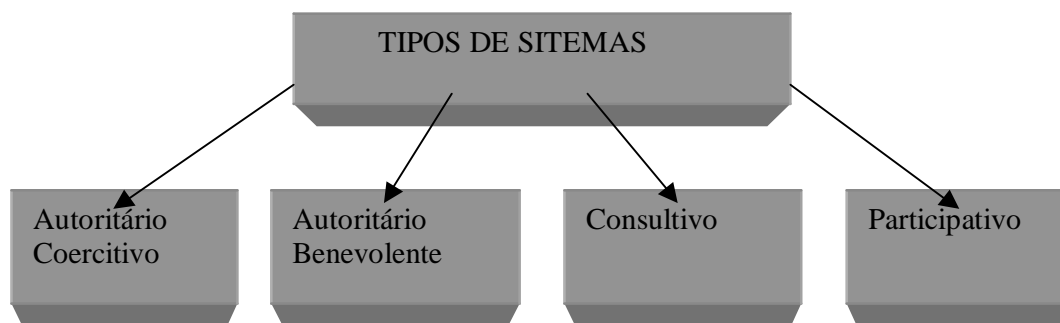 TIPOS DE SITEMAS
Autoritário
Coercitivo
Autoritário
Benevolente
Consultivo
Participativo